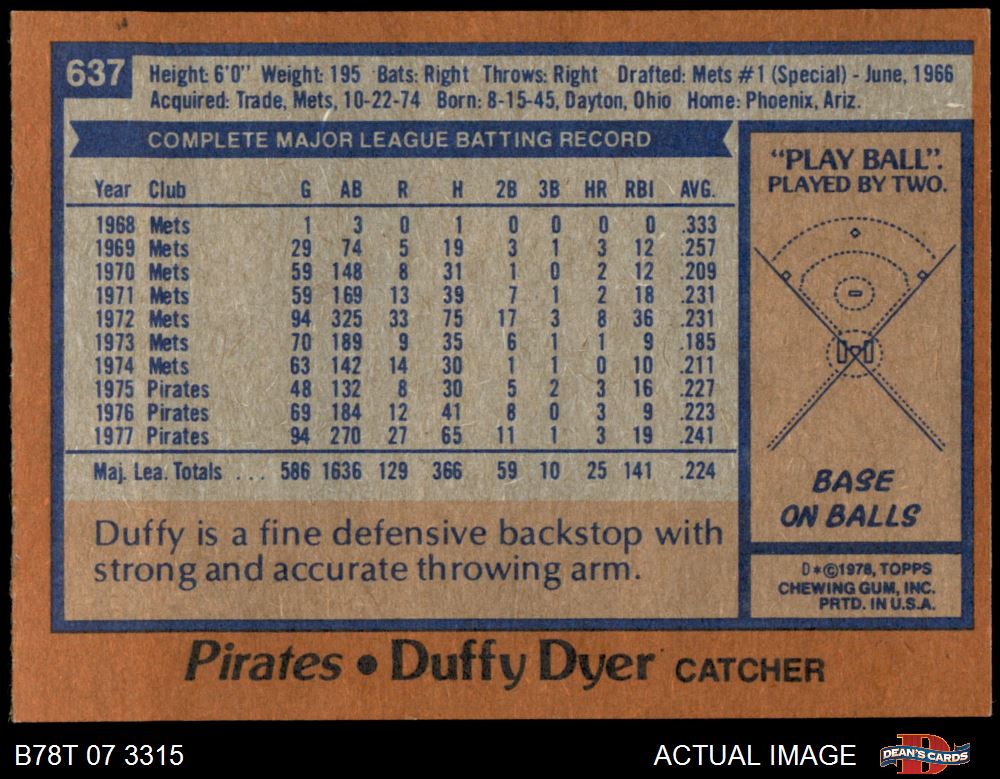 637
Height: 6'0" Weight: 195 Bats: Right Throws: Right Drafted: Mets #1 (Special) - June, 1966
Acquired: Trade, Mets, 10-22-74 Born: 8-15-45, Dayton, Ohio Home: Phoenix, Ariz.
COMPLETE MAJOR LEAGUE BATTING RECORD
Year Club G AB R H 2B 3B HR RBI AVG.
1968 Mets 1 3 0 1 0 0 0 0 .333
1969 Mets 29 74 5 19 3 1 3 12 .257
1970 Mets 59 148 8 31 1 0 2 12 .209
1971 Mets 59 169 13 39 7 1 2 18 .231
1972 Mets 94 325 33 75 17 3 8 36 .231
1973 Mets 70 189 9 35 6 1 1 9 .185
1974 Mets 63 142 14 30 1 1 0 10 .211
1975 Pirates 48 132 8 30 5 2 3 16 .227
1976 Pirates 69 184 12 41 8 0 3 9 .223
1977 Pirates 94 270 27 65 11 1 3 19 .241
Maj. Lea. Totals ... 586 1636 129 366 59 10 25 141 .224
Duffy is a fine defensive backstop with
strong and accurate throwing arm.
"PLAY BALL".
PLAYED BY TWO.
BASE
ON BALLS
D*©1978, TOPPS
CHEWING GUM, INC.
PRTD. IN U.S.A.
Pirates • Duffy Dyer CATCHER
B78T 07 3315
ACTUAL IMAGE
D
DEAN'S CARDS